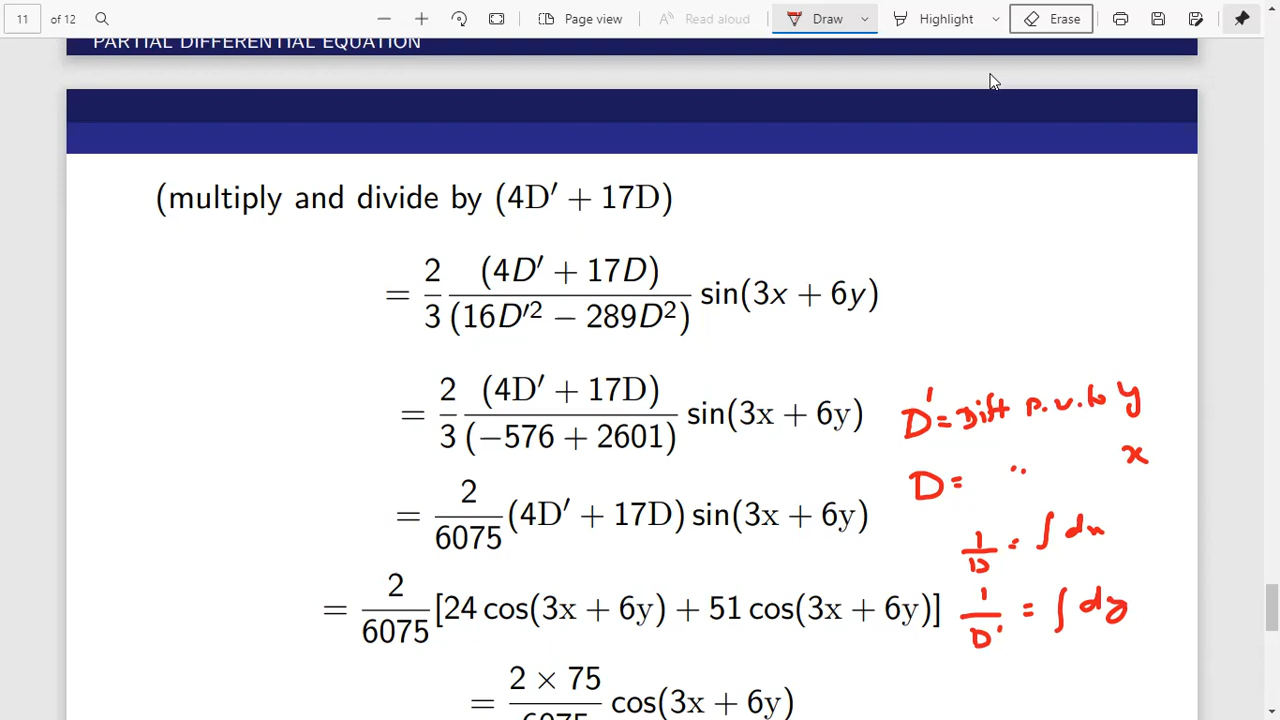 11 of 12 Page view Read aloud Draw Highlight Erase
PARTIAL DIFFERENTIAL EQUATION
(multiply and divide by (4D′ + 17D)
= 2/3 (4D′ + 17D)/(16D′² − 289D²) sin(3x + 6y)
= 2/3 (4D′ + 17D)/(−576 + 2601) sin(3x + 6y)
D' = Diff p.w.to y
D = " x
= 2/6075 (4D′ + 17D) sin(3x + 6y)
1/D = ∫ dx
= 2/6075 [24 cos(3x + 6y) + 51 cos(3x + 6y)]
1/D' = ∫ dy
= 2 × 75/6075 cos(3x + 6y)